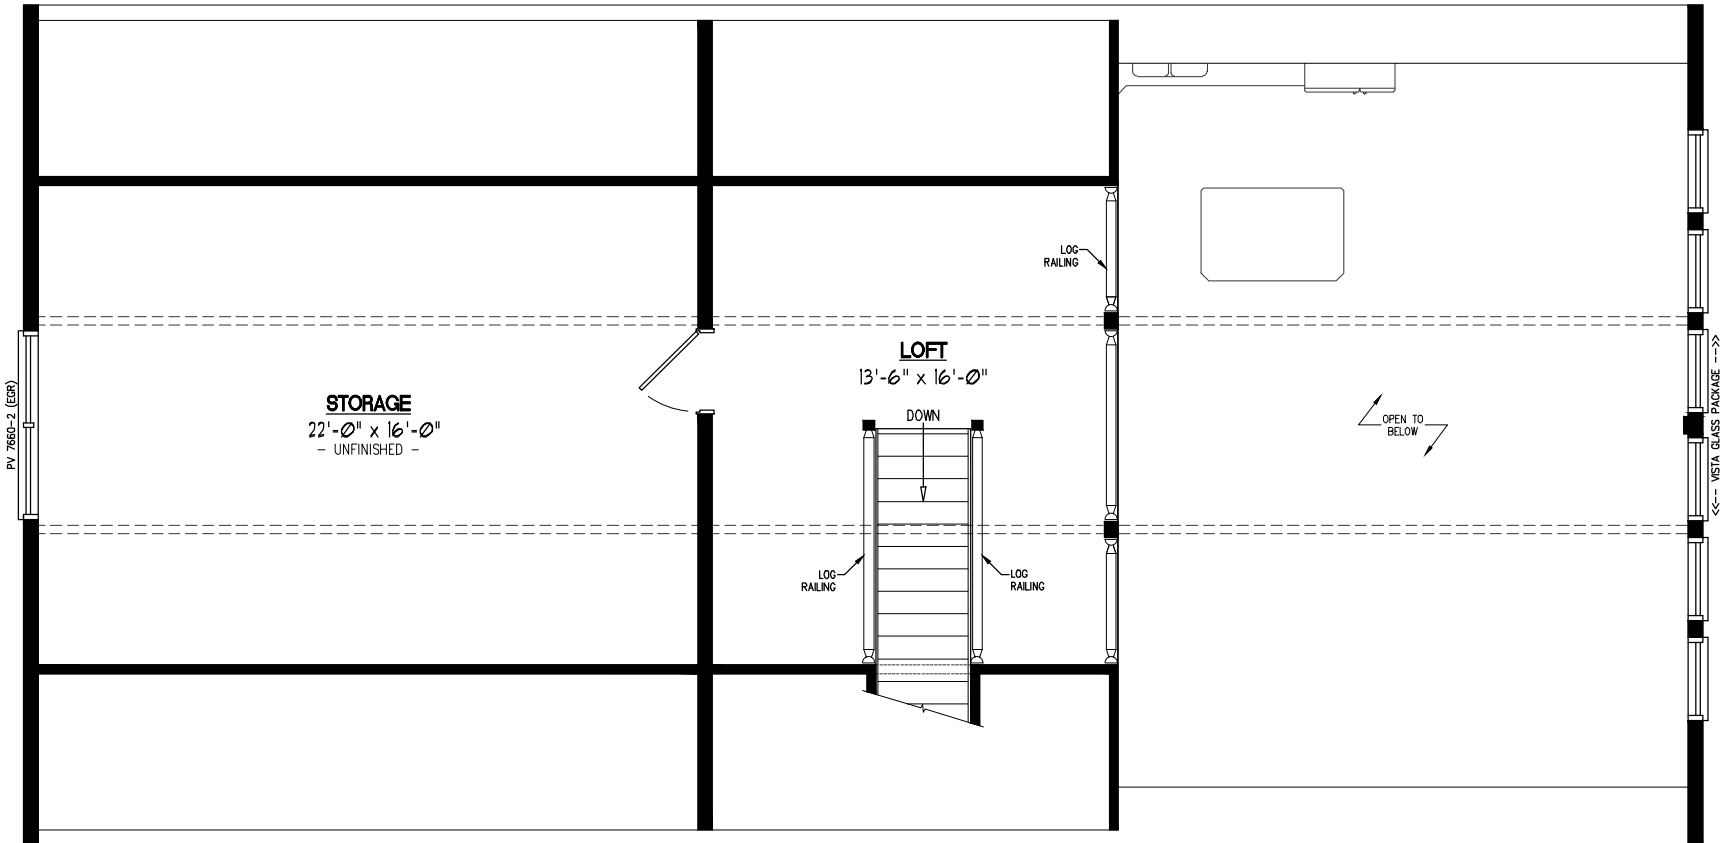 LOG
RAILING
LOFT
13'-6" x 16'-0"
STORAGE
22'-0" x 16'-0"
- UNFINISHED -
DOWN
OPEN TO
BELOW
PV 7660-2 (EGR)
<<-- VISTA GLASS PACKAGE -->>
LOG
RAILING
LOG
RAILING